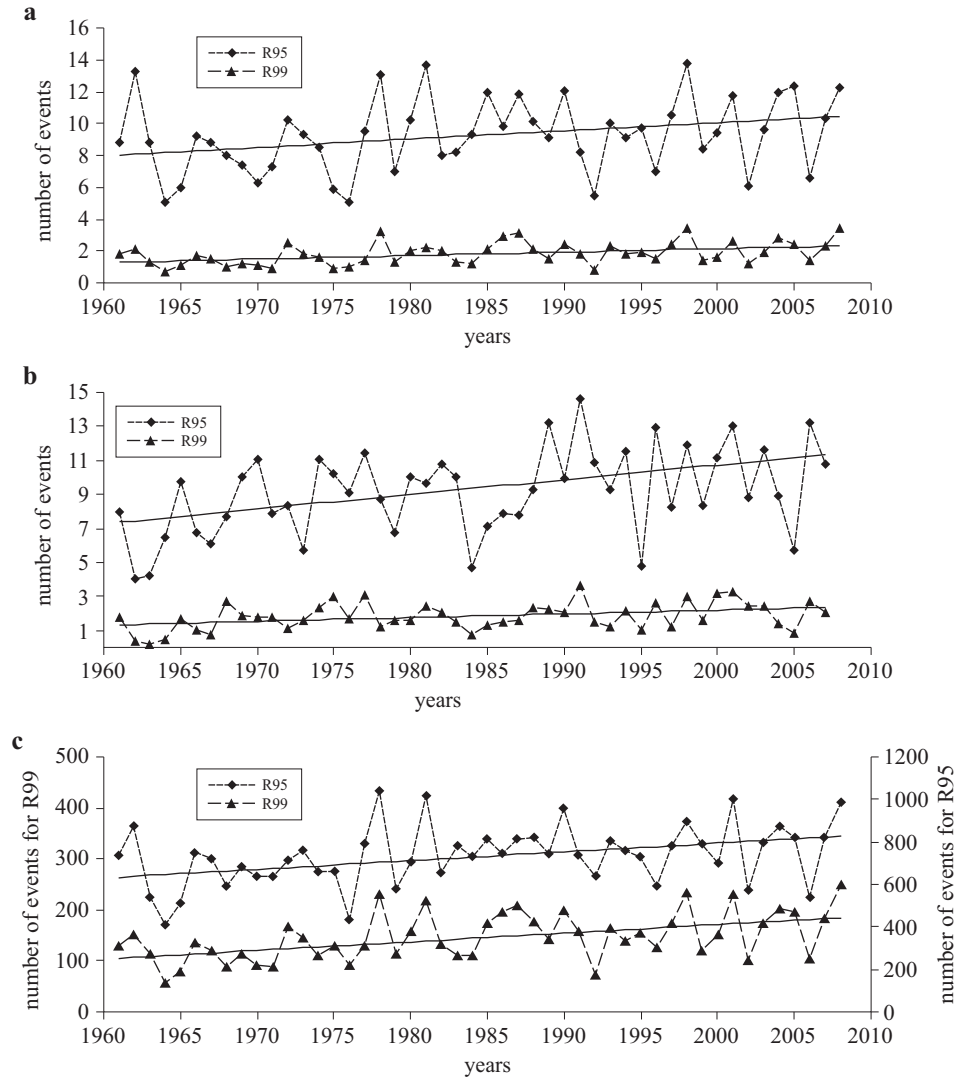 a
16
14
12
10
8
6
4
2
0
number of events
R95
R99
1960 1965 1970 1975 1980 1985 1990 1995 2000 2005 2010
years
b
15
13
11
9
7
5
3
1
number of events
R95
R99
1960 1965 1970 1975 1980 1985 1990 1995 2000 2005 2010
years
c
500
400
300
200
100
0
number of events for R99
R95
R99
1200
1000
800
600
400
200
0
number of events for R95
1960 1965 1970 1975 1980 1985 1990 1995 2000 2005 2010
years